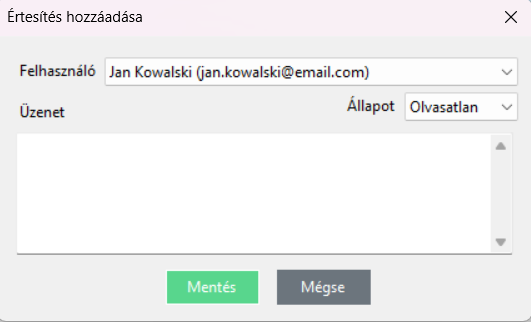 Értesítés hozzáadása
Felhasználó Jan Kowalski (jan.kowalski@email.com)
Üzenet Állapot Olvasatlan
Mentés Mégse